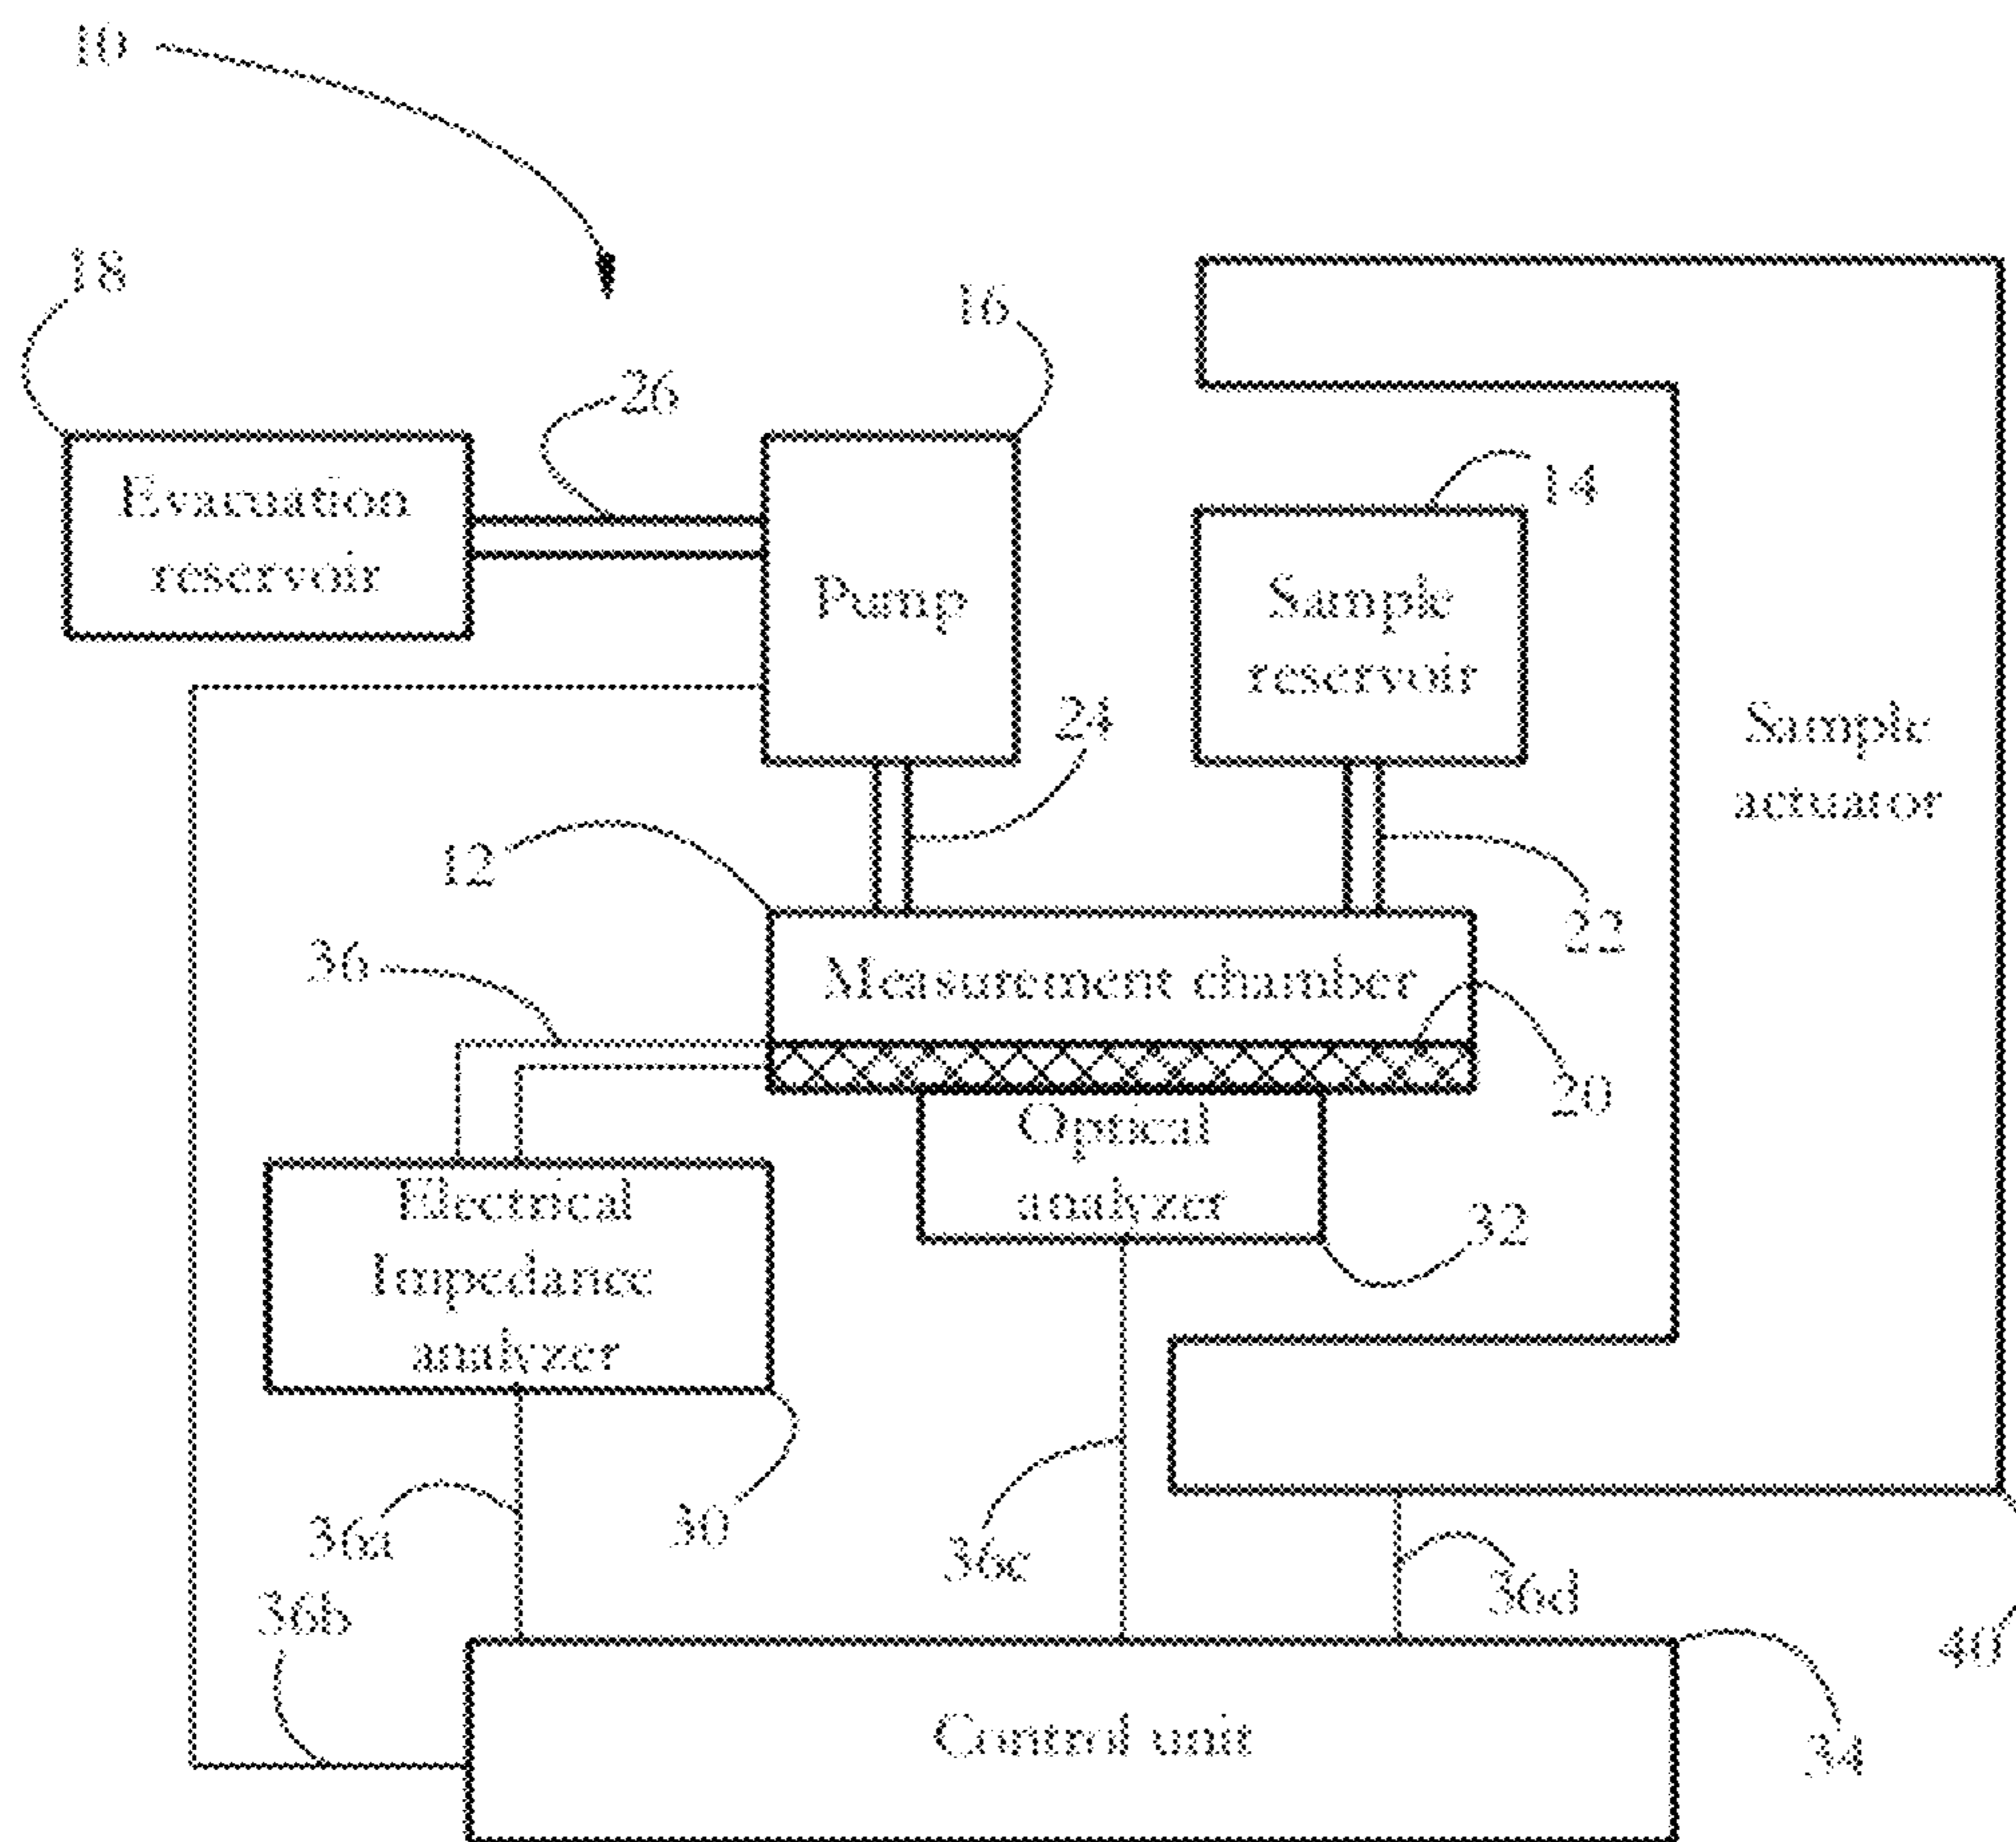 10
18
16
26
14
Evacuation
reservoir
Pump
Sample
reservoir
24
Sample
actuator
12
22
36
Measurement chamber
20
Optical
analyzer
32
Electrical
Impedance
analyzer
36a
30
36c
36d
36b
40
Control unit
34